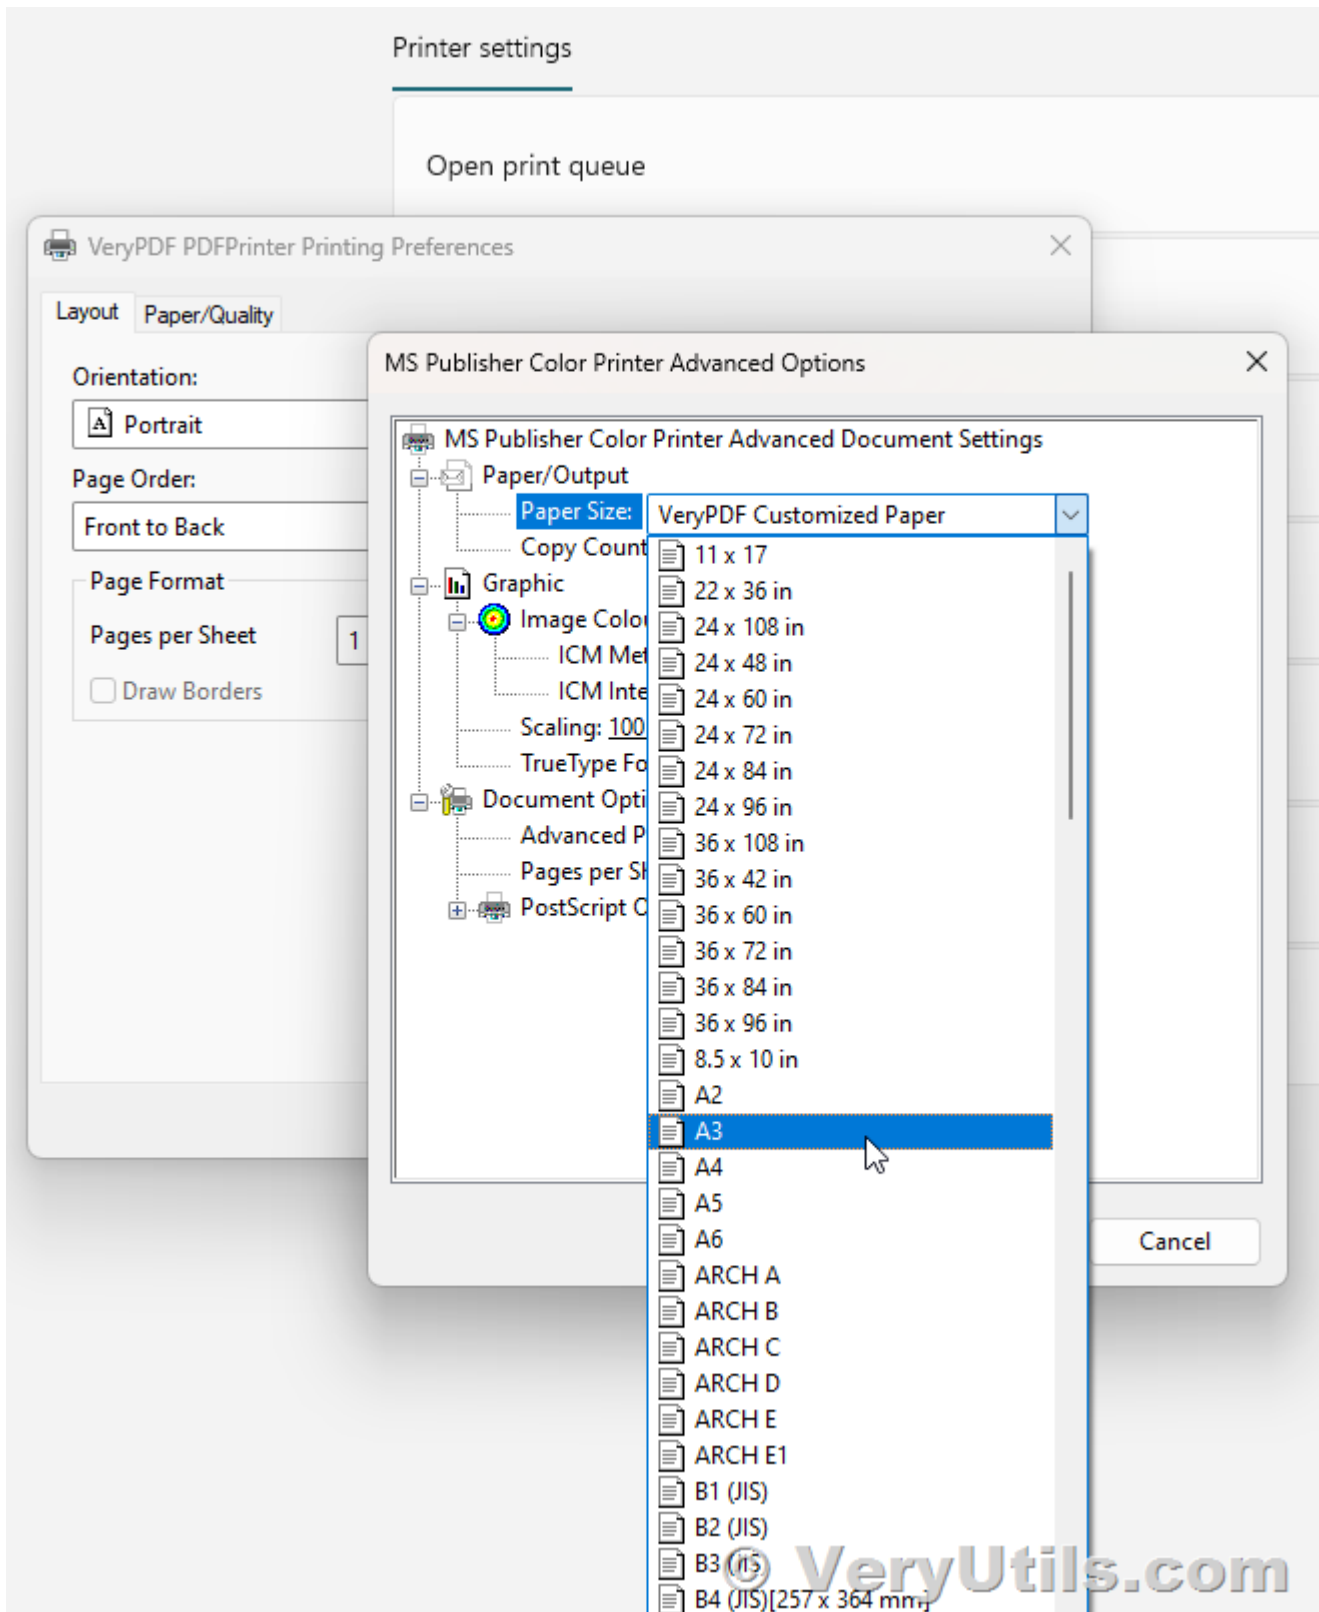 Printer settings
Open print queue
VeryPDF PDFPrinter Printing Preferences
Layout
Paper/Quality
Orientation:
Portrait
Page Order:
Front to Back
Page Format
Pages per Sheet
1
Draw Borders
MS Publisher Color Printer Advanced Options
MS Publisher Color Printer Advanced Document Settings
Paper/Output
Paper Size:
VeryPDF Customized Paper
Copy Count
Graphic
Image Colo
ICM Met
ICM Inte
Scaling: 100
TrueType Fo
Document Opti
Advanced P
Pages per Sh
PostScript O
11 x 17
22 x 36 in
24 x 108 in
24 x 48 in
24 x 60 in
24 x 72 in
24 x 84 in
24 x 96 in
36 x 108 in
36 x 42 in
36 x 60 in
36 x 72 in
36 x 84 in
36 x 96 in
8.5 x 10 in
A2
A3
A4
A5
A6
ARCH A
ARCH B
ARCH C
ARCH D
ARCH E
ARCH E1
B1 (JIS)
B2 (JIS)
B3 (JIS)
B4 (JIS)[257 x 364 mm]
Cancel
© VeryUtils.com